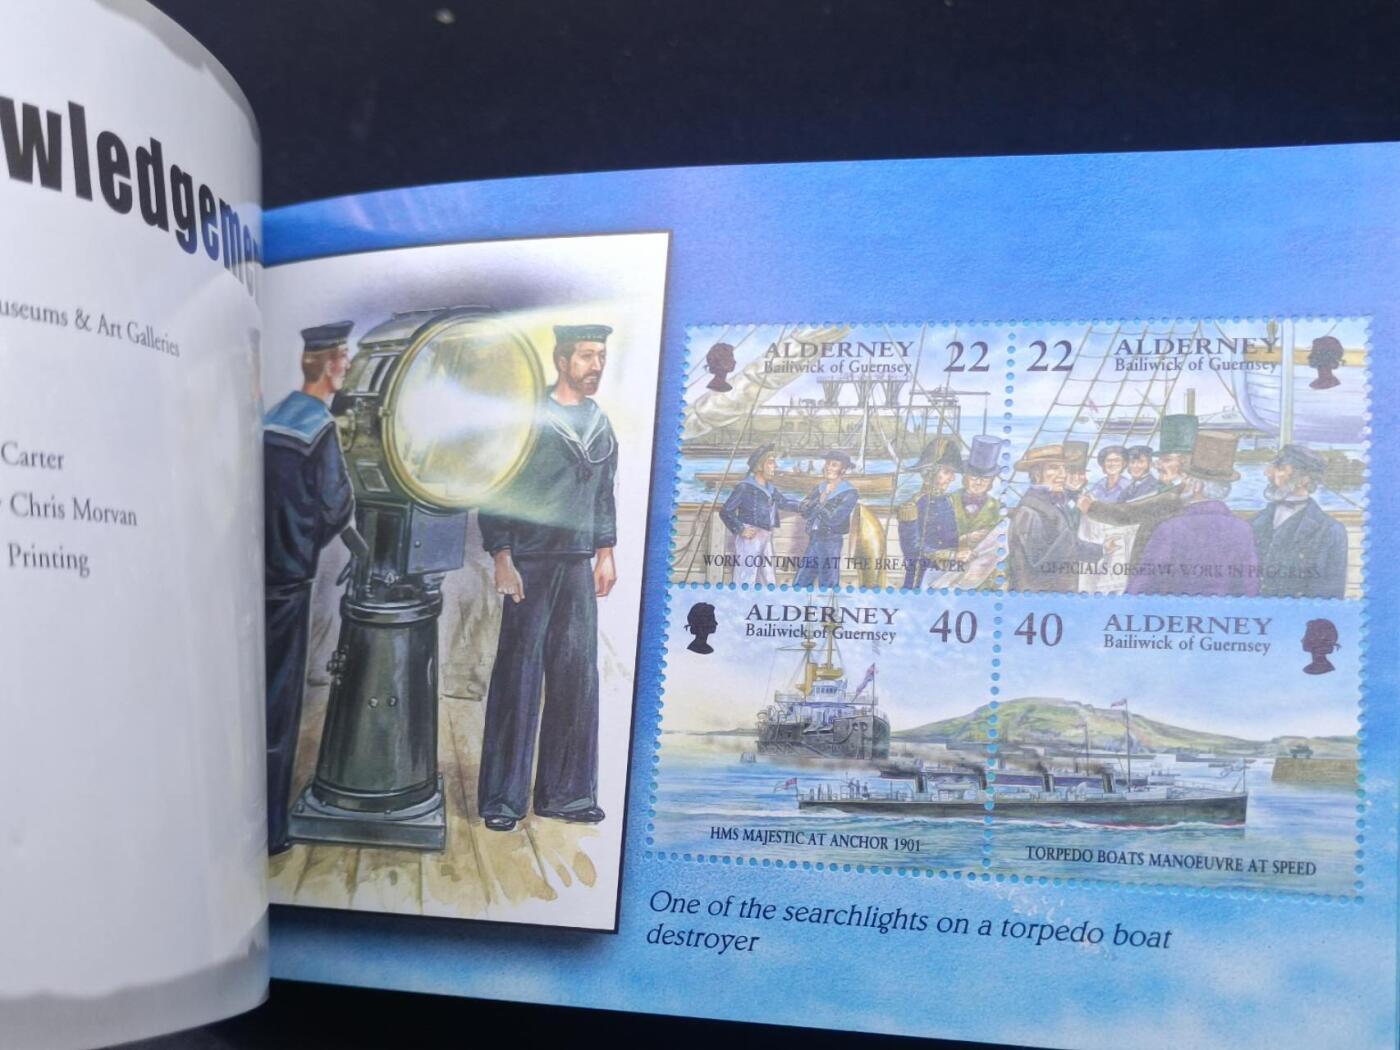 wledgemen
useums & Art Galleries
Carter
Chris Morvan
Printing
ALDERNEY
Bailiwick of Guernsey
22
WORK CONTINUES AT THE BREAKWATER
22
ALDERNEY
Bailiwick of Guernsey
OFFICIALS OBSERVE WORK IN PROGRESS
ALDERNEY
Bailiwick of Guernsey
40
HMS MAJESTIC AT ANCHOR 1901
40
ALDERNEY
Bailiwick of Guernsey
TORPEDO BOATS MANOEUVRE AT SPEED
One of the searchlights on a torpedo boat
destroyer